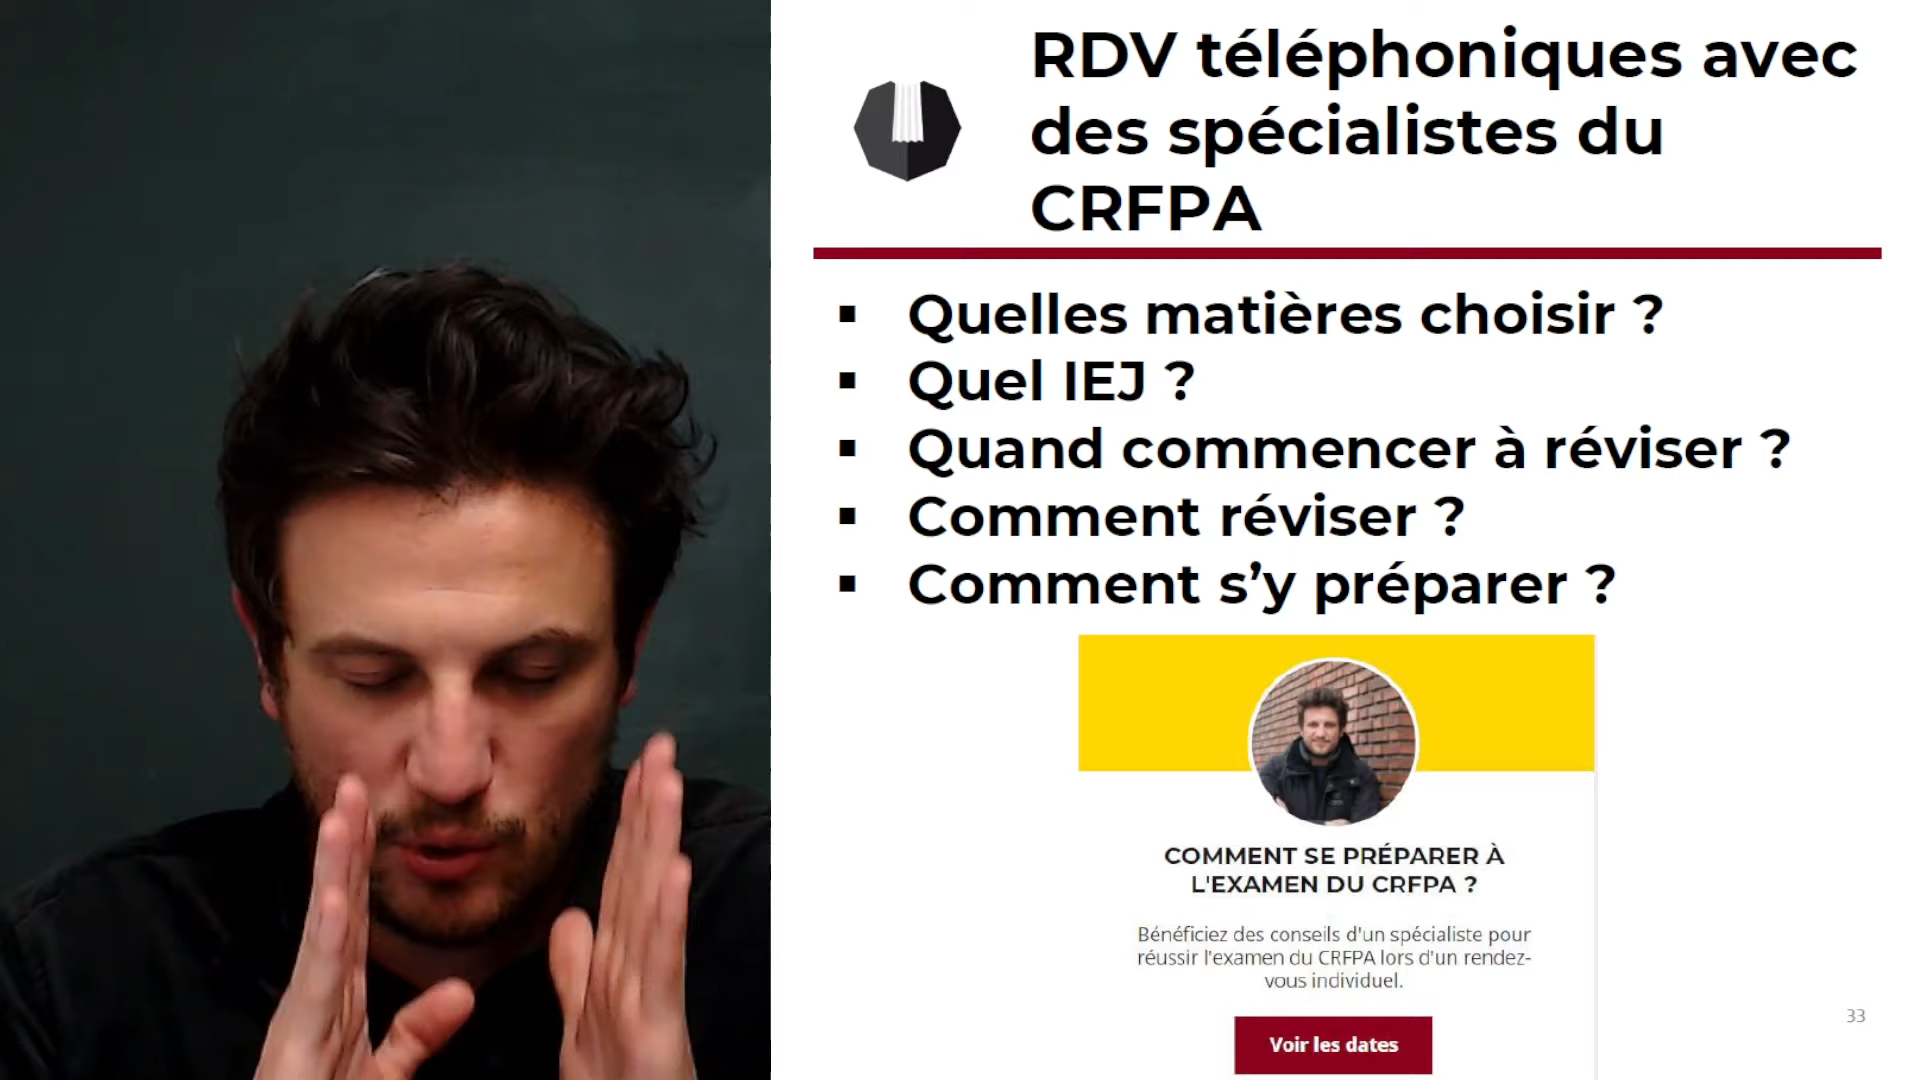 RDV téléphoniques avec
des spécialistes du
CRFPA
▪ Quelles matières choisir ?
▪ Quel IEJ ?
▪ Quand commencer à réviser ?
▪ Comment réviser ?
▪ Comment s’y préparer ?
COMMENT SE PRÉPARER À
L'EXAMEN DU CRFPA ?
Bénéficiez des conseils d'un spécialiste pour
réussir l'examen du CRFPA lors d'un rendez-
vous individuel.
Voir les dates
33